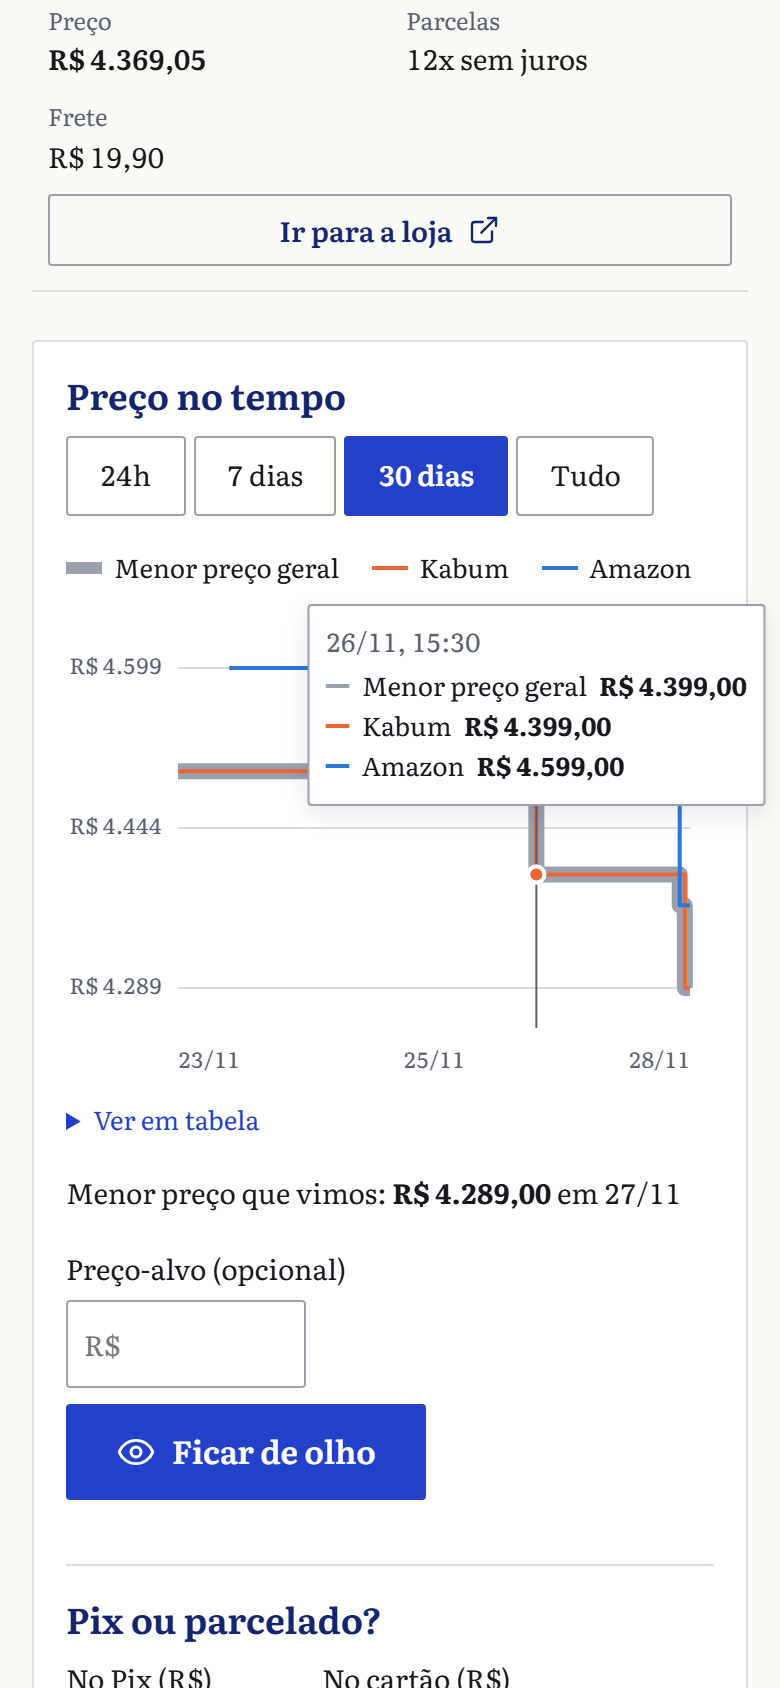 Preço
Parcelas
R$ 4.369,05
12x sem juros
Frete
R$ 19,90
Ir para a loja
Preço no tempo
24h
7 dias
30 dias
Tudo
Menor preço geral
Kabum
Amazon
26/11, 15:30
Menor preço geral R$ 4.399,00
Kabum R$ 4.399,00
Amazon R$ 4.599,00
R$ 4.599
R$ 4.444
R$ 4.289
23/11
25/11
28/11
Ver em tabela
Menor preço que vimos: R$ 4.289,00 em 27/11
Preço-alvo (opcional)
R$
Ficar de olho
Pix ou parcelado?
No Pix (R$)
No cartão (R$)